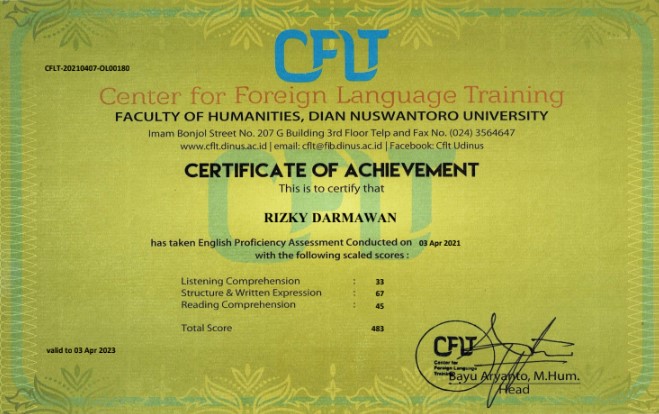 CFLT
CFLT-20210407-OL00180
Center for Foreign Language Training
FACULTY OF HUMANITIES, DIAN NUSWANTORO UNIVERSITY
Imam Bonjol Street No. 207 G Building 3rd Floor Telp and Fax No. (024) 3564647
www.cflt.dinus.ac.id | email: cflt@fib.dinus.ac.id | Facebook: Cflt Udinus
CERTIFICATE OF ACHIEVEMENT
This is to certify that
RIZKY DARMAWAN
has taken English Proficiency Assessment Conducted on 03 Apr 2021
with the following scaled scores :
Listening Comprehension : 33
Structure & Written Expression : 67
Reading Comprehension : 45
Total Score : 483
valid to 03 Apr 2023
CFLT
Center for
Foreign Language
Training
Bayu Aryanto, M.Hum.
Head
CFLT